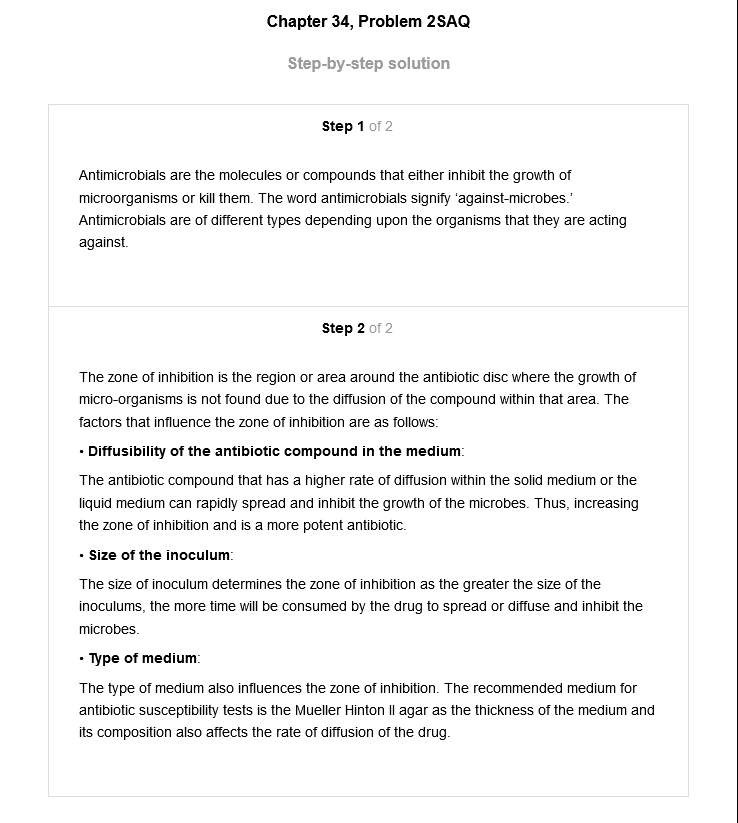 Chapter 34, Problem 2SAQ
Step-by-step solution
Step 1 of 2
Antimicrobials are the molecules or compounds that either inhibit the growth of
microorganisms or kill them. The word antimicrobials signify ‘against-microbes.’
Antimicrobials are of different types depending upon the organisms that they are acting
against.
Step 2 of 2
The zone of inhibition is the region or area around the antibiotic disc where the growth of
micro-organisms is not found due to the diffusion of the compound within that area. The
factors that influence the zone of inhibition are as follows:
• Diffusibility of the antibiotic compound in the medium:
The antibiotic compound that has a higher rate of diffusion within the solid medium or the
liquid medium can rapidly spread and inhibit the growth of the microbes. Thus, increasing
the zone of inhibition and is a more potent antibiotic.
• Size of the inoculum:
The size of inoculum determines the zone of inhibition as the greater the size of the
inoculums, the more time will be consumed by the drug to spread or diffuse and inhibit the
microbes.
• Type of medium:
The type of medium also influences the zone of inhibition. The recommended medium for
antibiotic susceptibility tests is the Mueller Hinton II agar as the thickness of the medium and
its composition also affects the rate of diffusion of the drug.